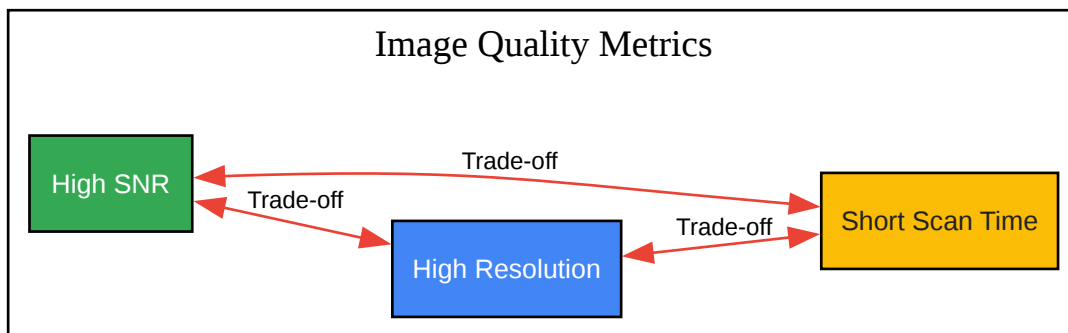 Image Quality Metrics
Trade-off
High SNR
Trade-off
Short Scan Time
Trade-off
High Resolution